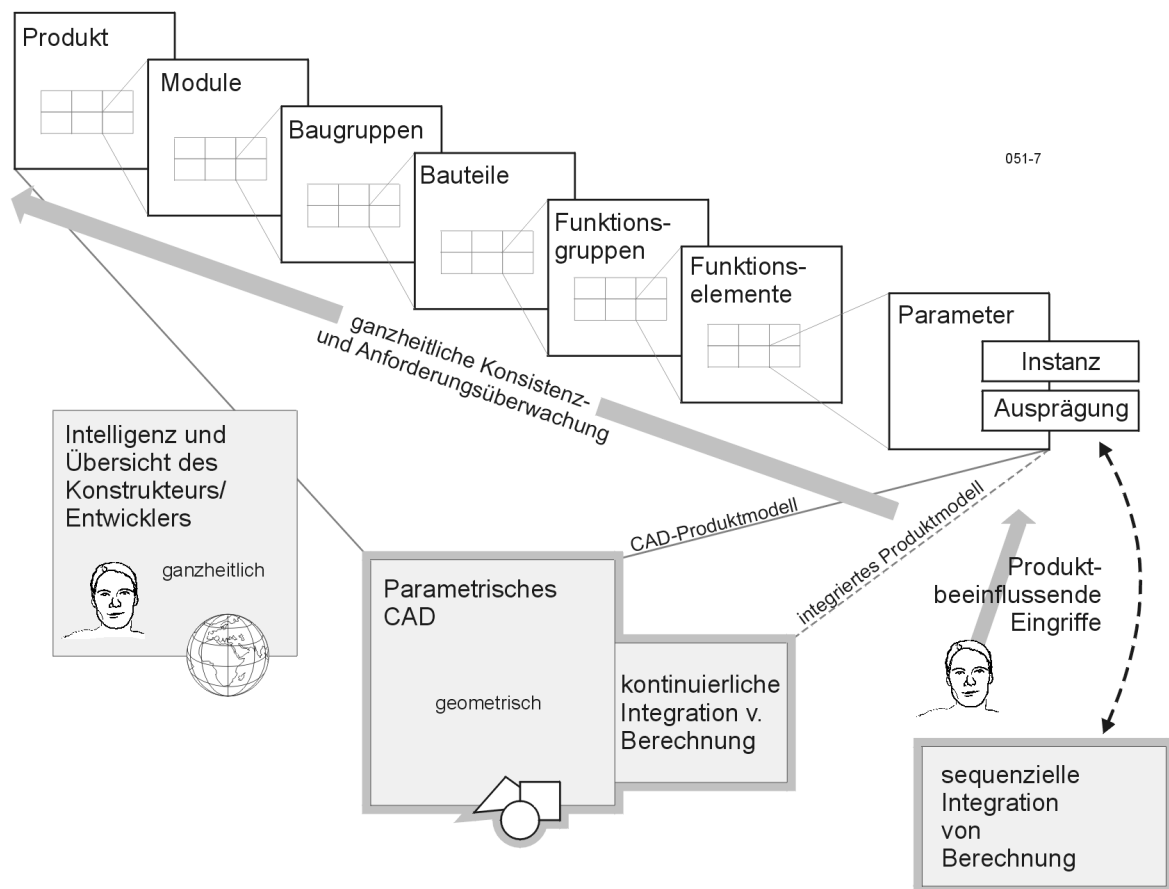 Produkt
Module
Baugruppen
Bauteile
Funktions-
gruppen
Funktions-
elemente
Parameter
Instanz
Ausprägung
051-7
ganzheitliche Konsistenz-
und Anforderungsüberwachung
Intelligenz und
Übersicht des
Konstrukteurs/
Entwicklers
ganzheitlich
CAD-Produktmodell
integriertes Produktmodell
Parametrisches
CAD
geometrisch
kontinuierliche
Integration v.
Berechnung
Produkt-
beeinflussende
Eingriffe
sequenzielle
Integration
von
Berechnung